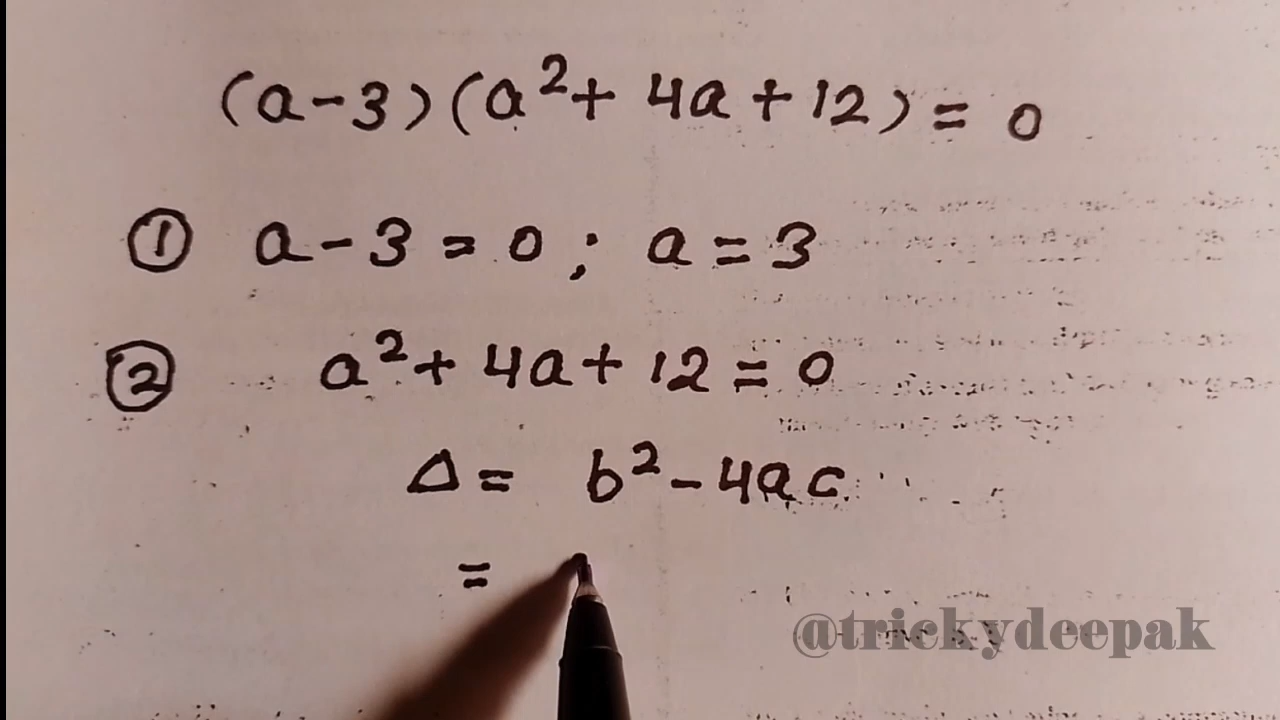 (a-3)(a²+ 4a+12) = 0
① a-3 = 0 ; a = 3
② a²+ 4a+ 12 = 0
Δ = b²-4ac
=
@trickydeepak